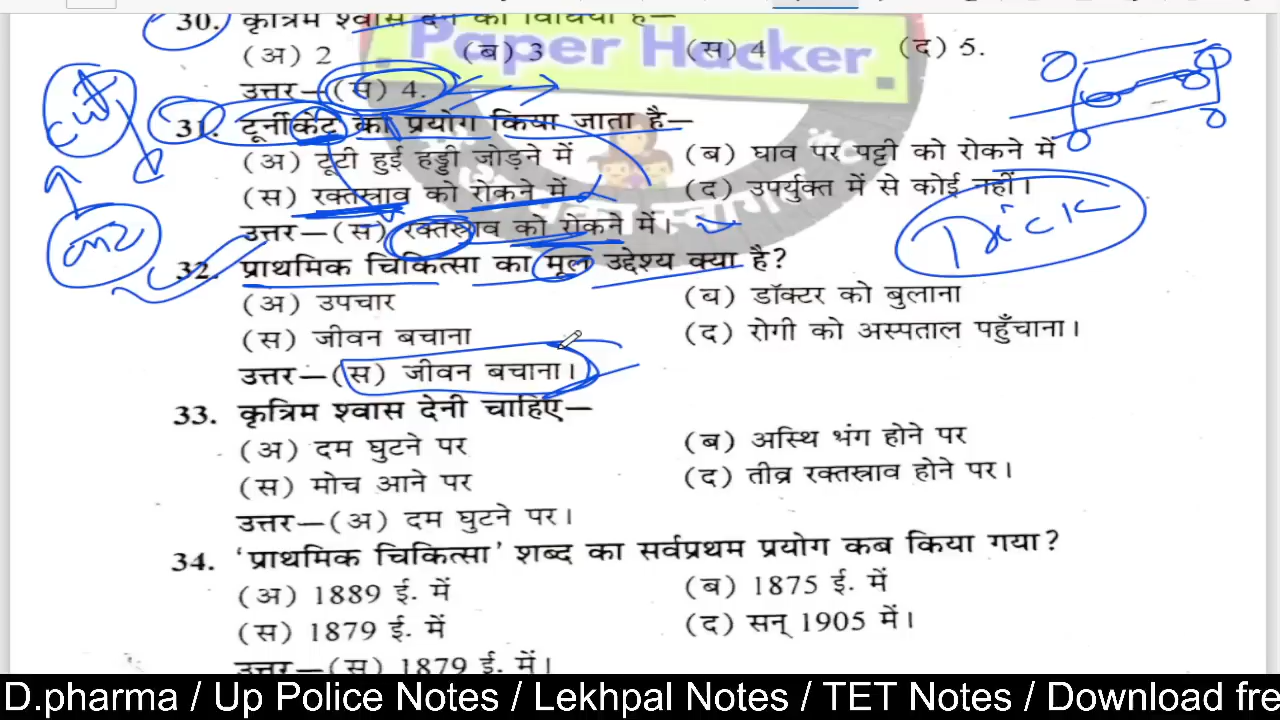 30. कृत्रिम श्वास देने की विधियाँ हैं—
(अ) 2 (ब) 3 (स) 4 (द) 5.
Paper Hacker
उत्तर—(स) 4.
cut
31. टूर्नीकेट का प्रयोग किया जाता है—
(अ) टूटी हुई हड्डी जोड़ने में (ब) घाव पर पट्टी को रोकने में
(स) रक्तस्राव को रोकने में (द) उपर्युक्त में से कोई नहीं।
उत्तर—(स) रक्तस्राव को रोकने में।
Trick
32. प्राथमिक चिकित्सा का मूल उद्देश्य क्या है?
(अ) उपचार (ब) डॉक्टर को बुलाना
(स) जीवन बचाना (द) रोगी को अस्पताल पहुँचाना।
उत्तर—(स) जीवन बचाना।
33. कृत्रिम श्वास देनी चाहिए—
(अ) दम घुटने पर (ब) अस्थि भंग होने पर
(स) मोच आने पर (द) तीव्र रक्तस्राव होने पर।
उत्तर—(अ) दम घुटने पर।
34. ‘प्राथमिक चिकित्सा’ शब्द का सर्वप्रथम प्रयोग कब किया गया?
(अ) 1889 ई. में (ब) 1875 ई. में
(स) 1879 ई. में (द) सन् 1905 में।
उत्तर—(स) 1879 ई. में।
D.pharma / Up Police Notes / Lekhpal Notes / TET Notes / Download fre